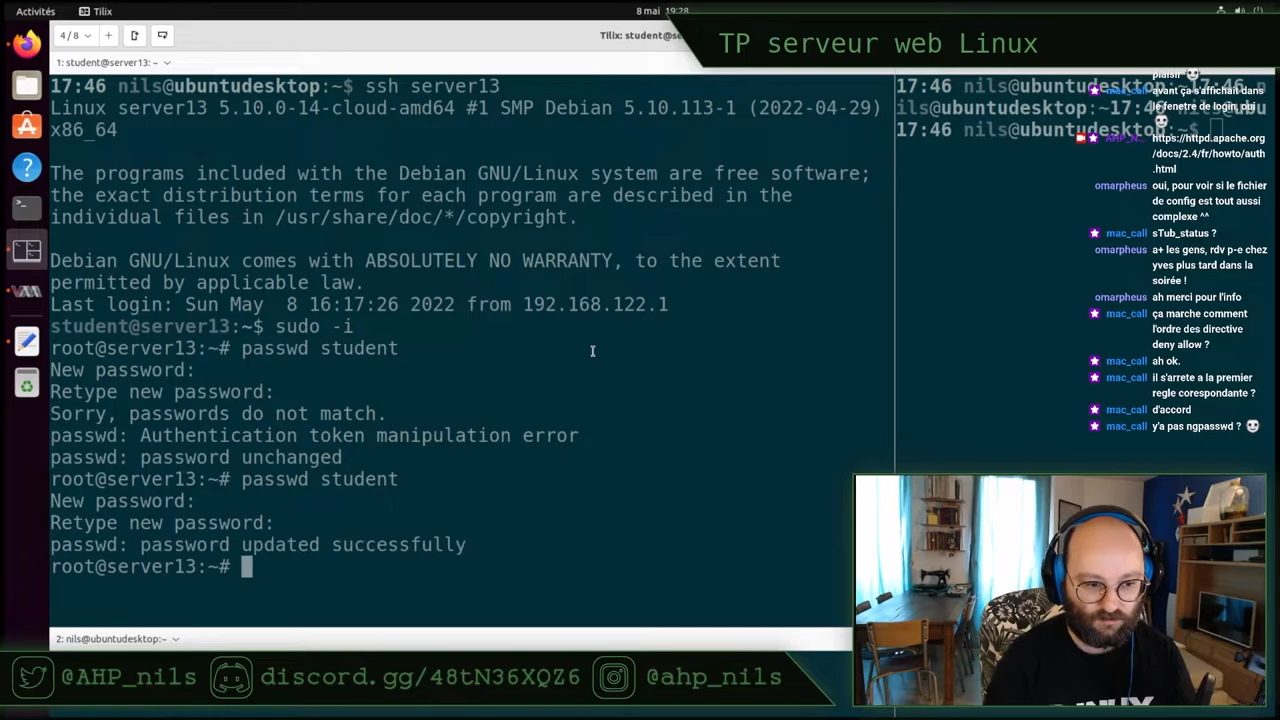 Activités
Tilix
8 mai 19:28
4/8
Tilix: student@se
TP serveur web Linux
1: student@server13: ~
17:46 nils@ubuntudesktop:~$ ssh server13
Linux server13 5.10.0-14-cloud-amd64 #1 SMP Debian 5.10.113-1 (2022-04-29)
x86_64
The programs included with the Debian GNU/Linux system are free software;
the exact distribution terms for each program are described in the
individual files in /usr/share/doc/*/copyright.
Debian GNU/Linux comes with ABSOLUTELY NO WARRANTY, to the extent
permitted by applicable law.
Last login: Sun May  8 16:17:26 2022 from 192.168.122.1
student@server13:~$ sudo -i
root@server13:~# passwd student
New password:
Retype new password:
Sorry, passwords do not match.
passwd: Authentication token manipulation error
passwd: password unchanged
root@server13:~# passwd student
New password:
Retype new password:
passwd: password updated successfully
root@server13:~#
17:46 nils@ubuntudesktop:~$
plaisir
mac_call avant ça s'affichait dans
le fenetre de login, oui
AHP_N... https://httpd.apache.org
/docs/2.4/fr/howto/auth
.html
omarpheus oui, pour voir si le fichier
de config est tout aussi
complexe ^^
mac_call sTub_status ?
omarpheus a+ les gens, rdv p-e chez
yves plus tard dans la
soirée !
omarpheus ah merci pour l'info
mac_call ça marche comment
l'ordre des directive
deny allow ?
mac_call ah ok.
mac_call il s'arrete a la premier
regle corespondante ?
mac_call d'accord
mac_call y'a pas ngpasswd ?
2: nils@ubuntudesktop:~
@AHP_nils
discord.gg/48tN36XQZ6
@ahp_nils